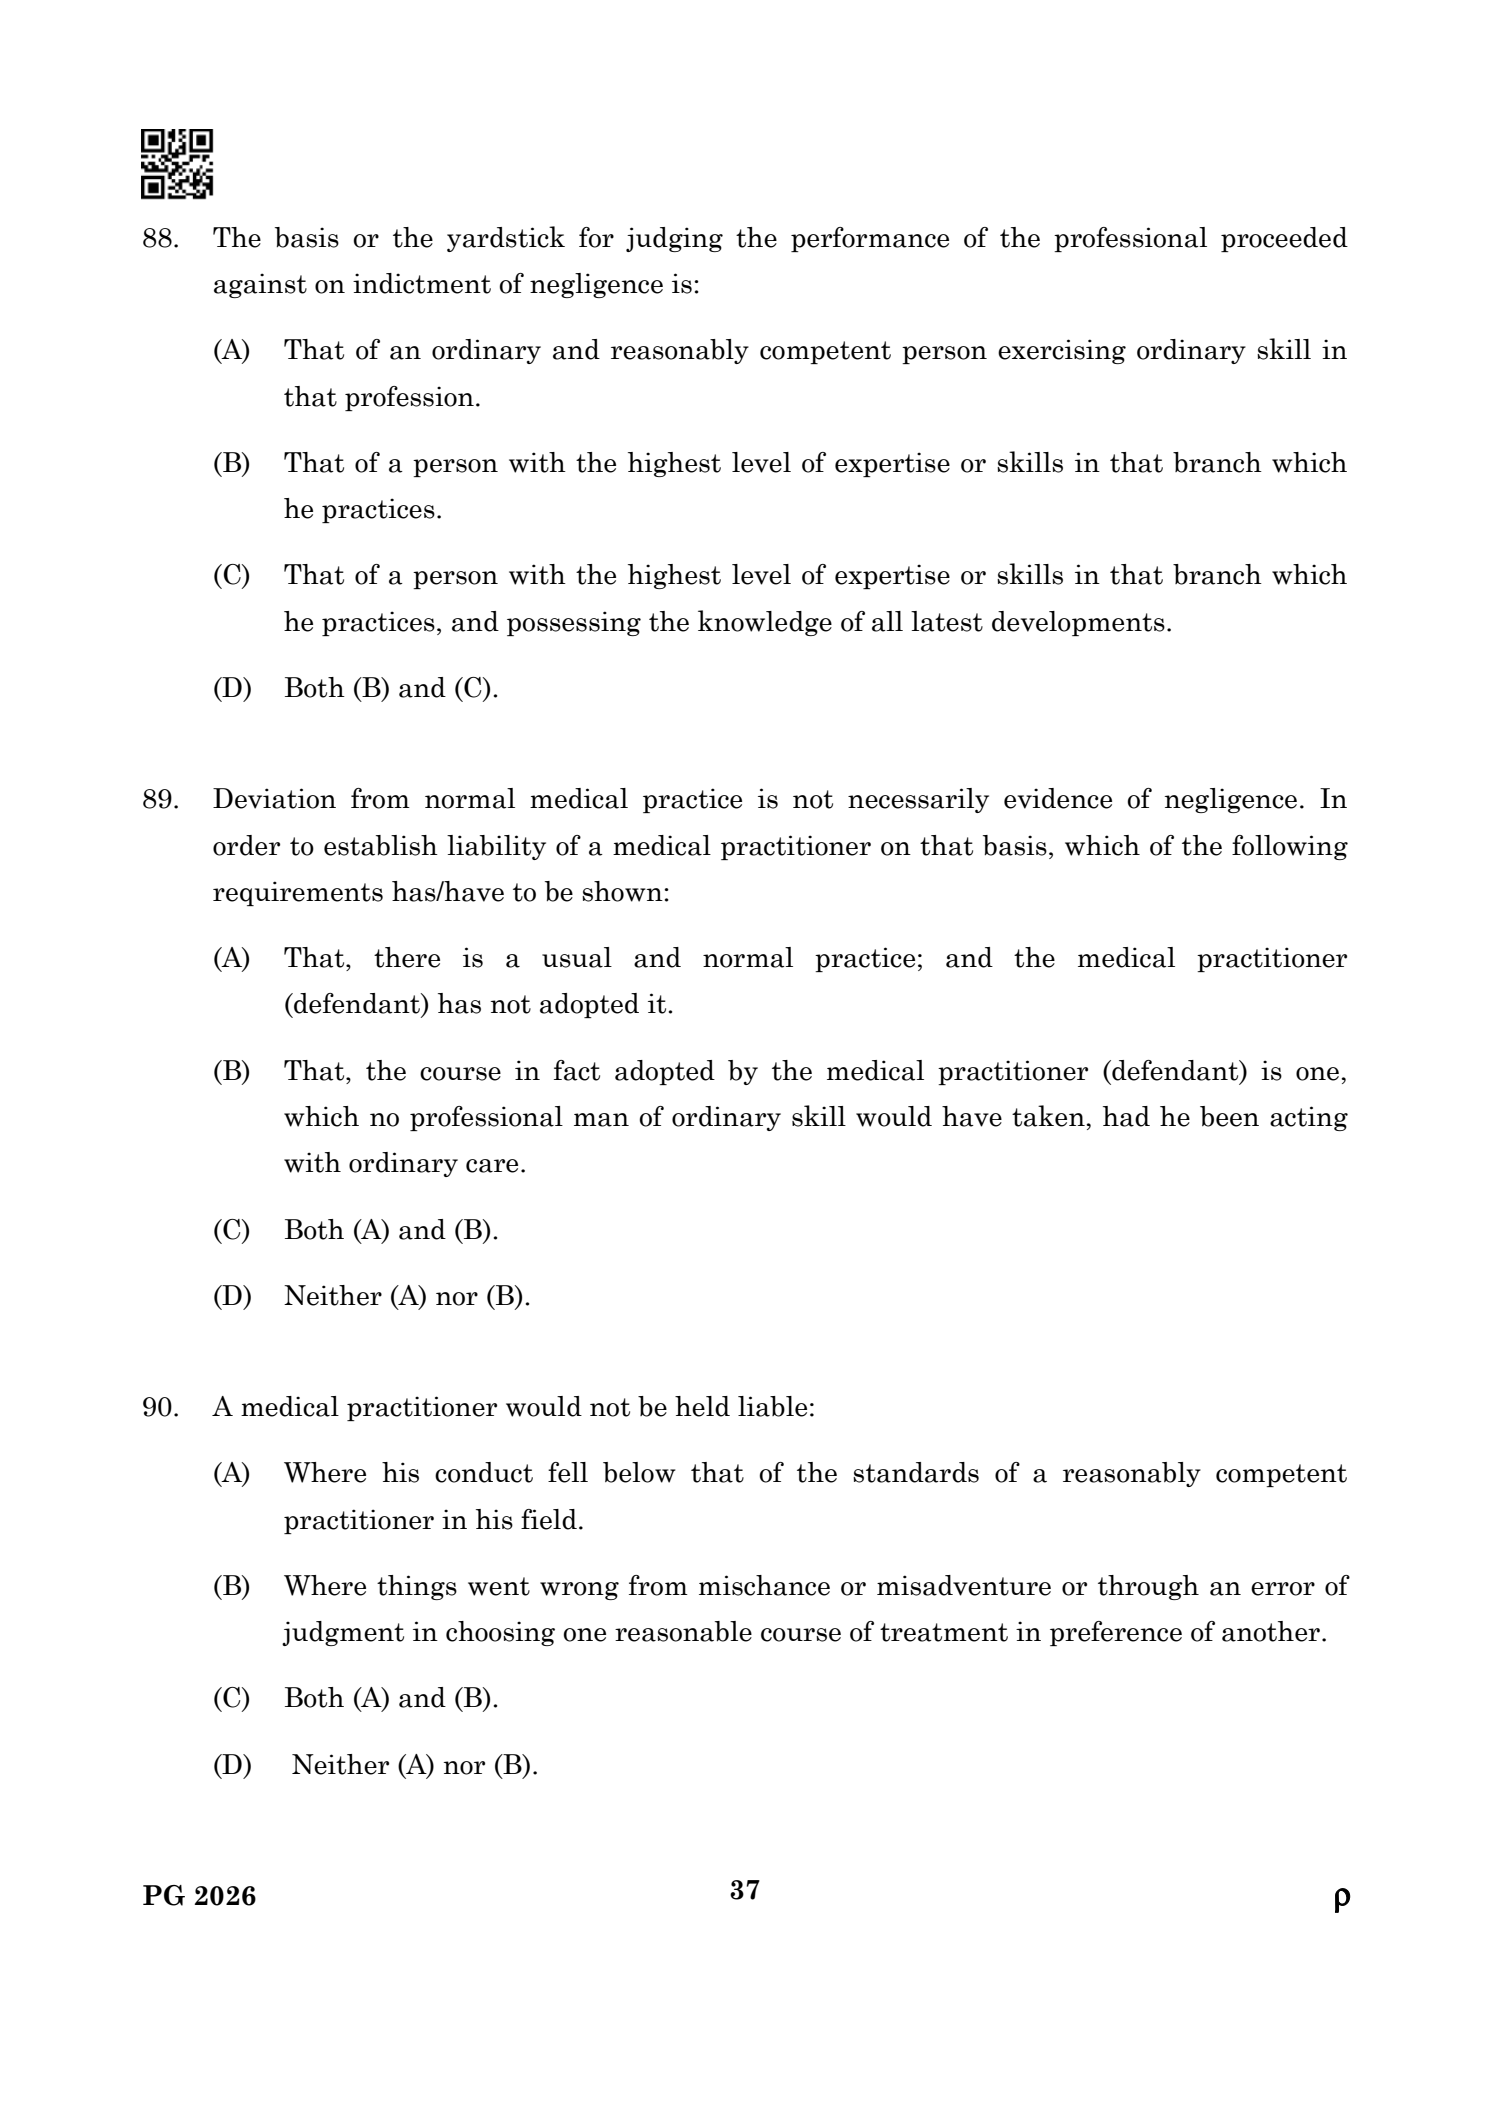 88. The basis or the yardstick for judging the performance of the professional proceeded
against on indictment of negligence is:
(A) That of an ordinary and reasonably competent person exercising ordinary skill in
that profession.
(B) That of a person with the highest level of expertise or skills in that branch which
he practices.
(C) That of a person with the highest level of expertise or skills in that branch which
he practices, and possessing the knowledge of all latest developments.
(D) Both (B) and (C).
89. Deviation from normal medical practice is not necessarily evidence of negligence. In
order to establish liability of a medical practitioner on that basis, which of the following
requirements has/have to be shown:
(A) That, there is a usual and normal practice; and the medical practitioner
(defendant) has not adopted it.
(B) That, the course in fact adopted by the medical practitioner (defendant) is one,
which no professional man of ordinary skill would have taken, had he been acting
with ordinary care.
(C) Both (A) and (B).
(D) Neither (A) nor (B).
90. A medical practitioner would not be held liable:
(A) Where his conduct fell below that of the standards of a reasonably competent
practitioner in his field.
(B) Where things went wrong from mischance or misadventure or through an error of
judgment in choosing one reasonable course of treatment in preference of another.
(C) Both (A) and (B).
(D) Neither (A) nor (B).
PG 2026 37 ρ